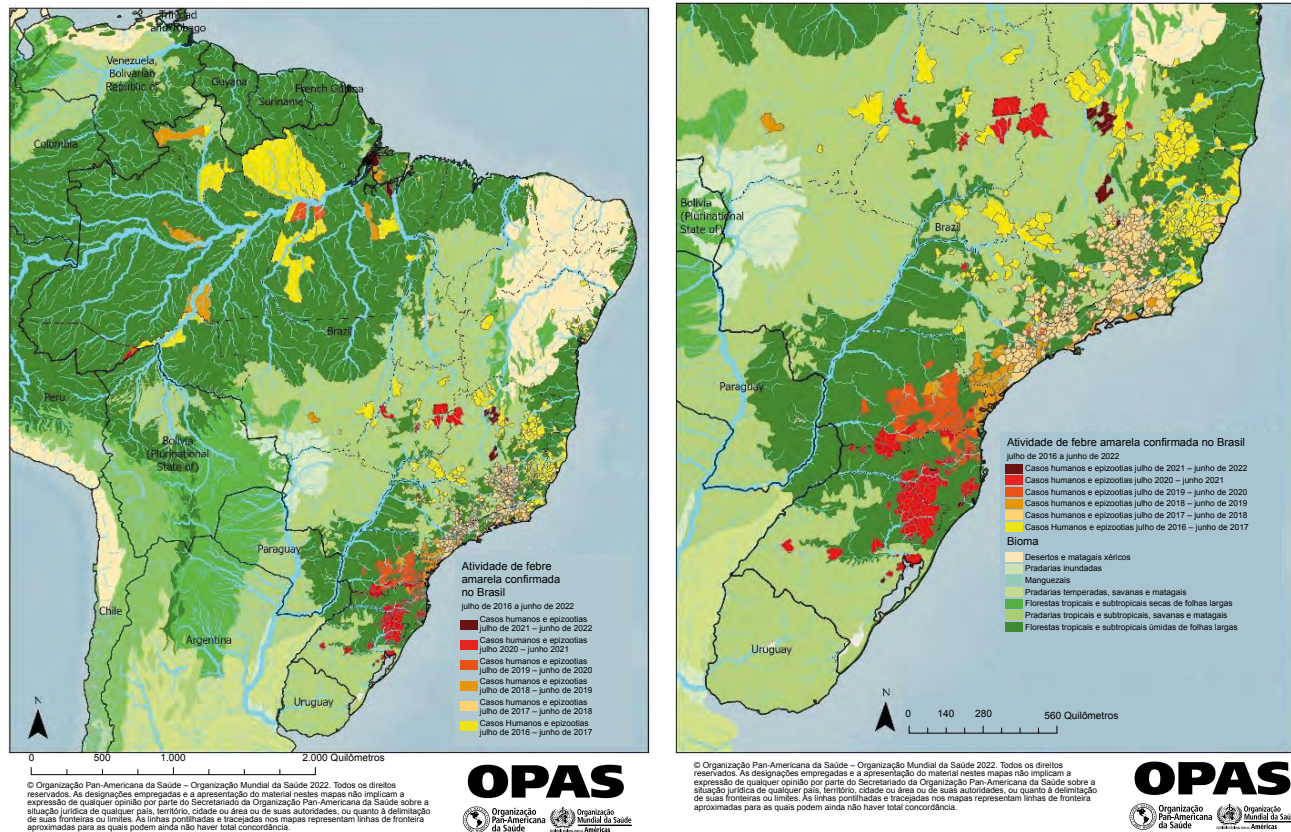 Trinidad
and Tobago
Venezuela,
Bolivarian
Republic of
Guyana
Suriname
French Guiana
Colombia
Brazil
Peru
Bolivia
(Plurinational
State of)
Paraguay
Chile
Argentina
Uruguay
Atividade de febre
amarela confirmada
no Brasil
julho de 2016 a junho de 2022
Casos humanos e epizootias
julho de 2021 – junho de 2022
Casos humanos e epizootias
julho 2020 – junho 2021
Casos humanos e epizootias
julho de 2019 – junho de 2020
Casos humanos e epizootias
julho de 2018 – junho de 2019
Casos humanos e epizootias
julho de 2017 – junho de 2018
Casos Humanos e epizootias
julho de 2016 – junho de 2017
N
0 500 1.000 2.000 Quilômetros
© Organização Pan-Americana da Saúde – Organização Mundial da Saúde 2022. Todos os direitos
reservados. As designações empregadas e a apresentação do material nestes mapas não implicam a
expressão de qualquer opinião por parte do Secretariado da Organização Pan-Americana da Saúde sobre a
situação jurídica de qualquer país, território, cidade ou área ou de suas autoridades, ou quanto à delimitação
de suas fronteiras ou limites. As linhas pontilhadas e tracejadas nos mapas representam linhas de fronteira
aproximadas para as quais podem ainda não haver total concordância.
OPAS
Organização
Pan-Americana
da Saúde
Organização
Mundial da Saúde
Américas
Bolivia
(Plurinational
State of)
Brazil
Paraguay
Uruguay
Atividade de febre amarela confirmada no Brasil
julho de 2016 a junho de 2022
Casos humanos e epizootias julho de 2021 – junho de 2022
Casos humanos e epizootias julho 2020 – junho 2021
Casos humanos e epizootias julho de 2019 – junho de 2020
Casos humanos e epizootias julho de 2018 – junho de 2019
Casos humanos e epizootias julho de 2017 – junho de 2018
Casos Humanos e epizootias julho de 2016 – junho de 2017
Bioma
Desertos e matagais xéricos
Pradarias inundadas
Manguezais
Pradarias temperadas, savanas e matagais
Florestas tropicais e subtropicais secas de folhas largas
Pradarias tropicais e subtropicais, savanas e matagais
Florestas tropicais e subtropicais úmidas de folhas largas
N
0 140 280 560 Quilômetros
© Organização Pan-Americana da Saúde – Organização Mundial da Saúde 2022. Todos os direitos
reservados. As designações empregadas e a apresentação do material nestes mapas não implicam a
expressão de qualquer opinião por parte do Secretariado da Organização Pan-Americana da Saúde sobre a
situação jurídica de qualquer país, território, cidade ou área ou de suas autoridades, ou quanto à delimitação
de suas fronteiras ou limites. As linhas pontilhadas e tracejadas nos mapas representam linhas de fronteira
aproximadas para as quais podem ainda não haver total concordância.
OPAS
Organização
Pan-Americana
da Saúde
Organização
Mundial da Saúde
Américas